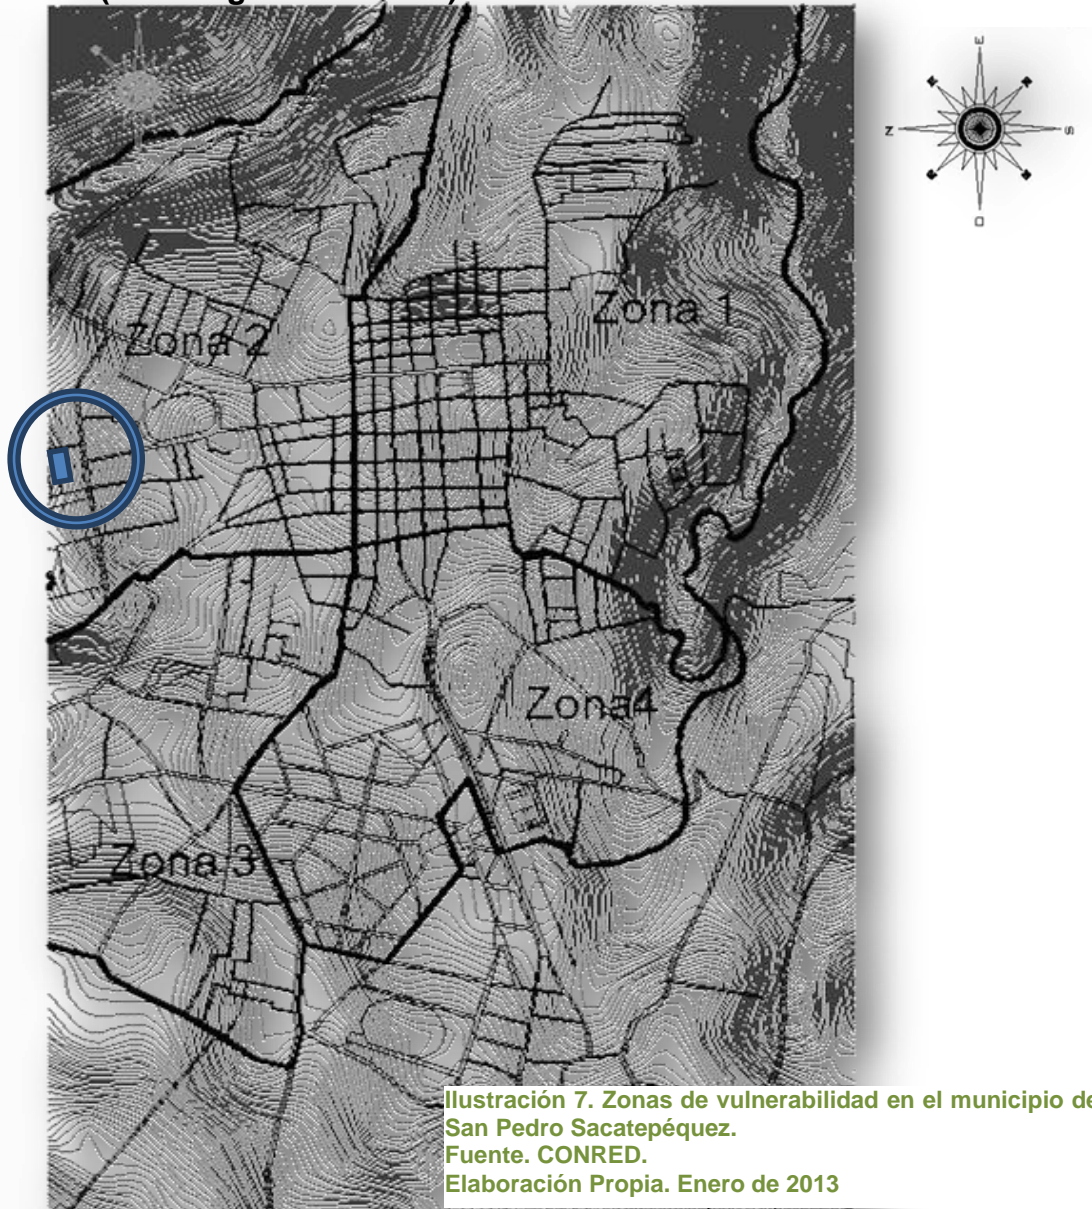 E
N
S
O
Zona 1
Zona 2
Zona4
Zona 3
Ilustración 7. Zonas de vulnerabilidad en el municipio de
San Pedro Sacatepéquez.
Fuente. CONRED.
Elaboración Propia. Enero de 2013